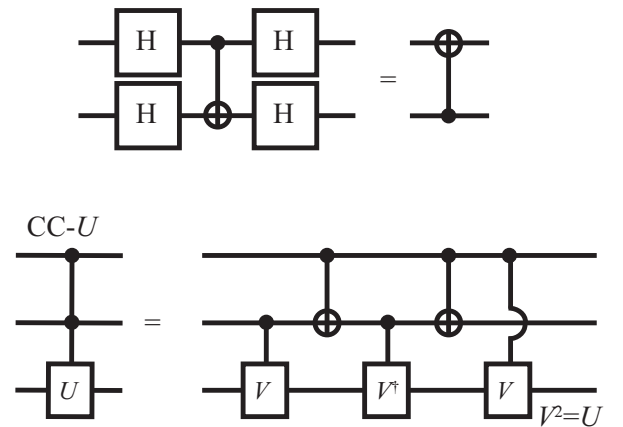 H H
=
H H
CC-U
=
U V V† V
V²=U